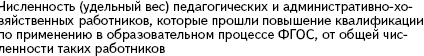 Численность (удельный вес) педагогических и административно-хо-
зяйственных работников, которые прошли повышение квалификации
по применению в образовательном процессе ФГОС, от общей чис-
ленности таких работников